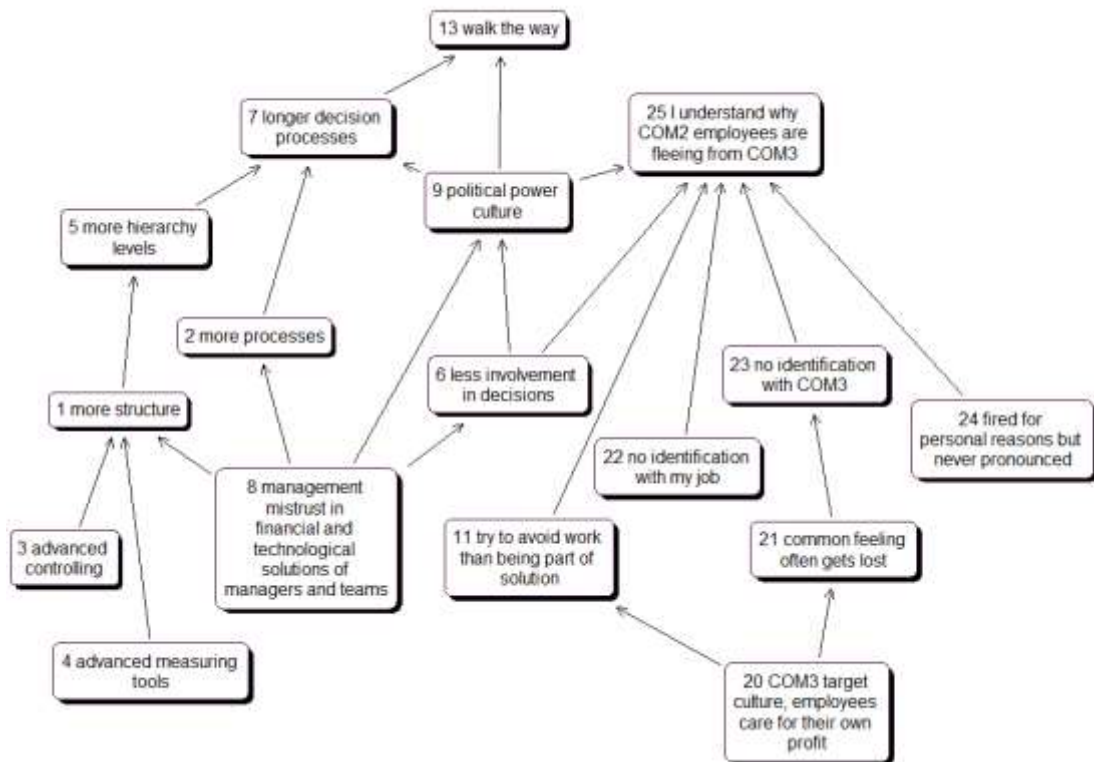 13 walk the way
7 longer decision
processes
25 I understand why
COM2 employees are
fleeing from COM3
9 political power
culture
5 more hierarchy
levels
2 more processes
6 less involvement
in decisions
23 no identification
with COM3
1 more structure
24 fired for
personal reasons but
never pronounced
22 no identification
with my job
8 management
mistrust in
financial and
technological
solutions of
managers and teams
11 try to avoid work
than being part of
solution
21 common feeling
often gets lost
3 advanced
controlling
4 advanced measuring
tools
20 COM3 target
culture, employees
care for their own
profit